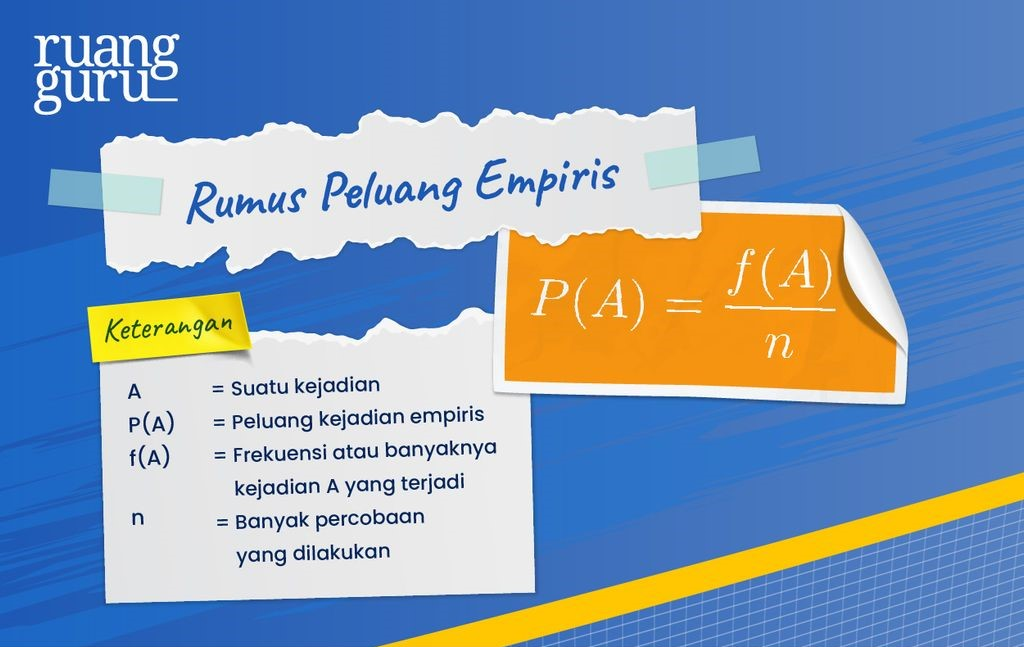 ruang
guru
Rumus Peluang Empiris
P(A) = f(A)/n
Keterangan
A = Suatu kejadian
P(A) = Peluang kejadian empiris
f(A) = Frekuensi atau banyaknya
kejadian A yang terjadi
n = Banyak percobaan
yang dilakukan